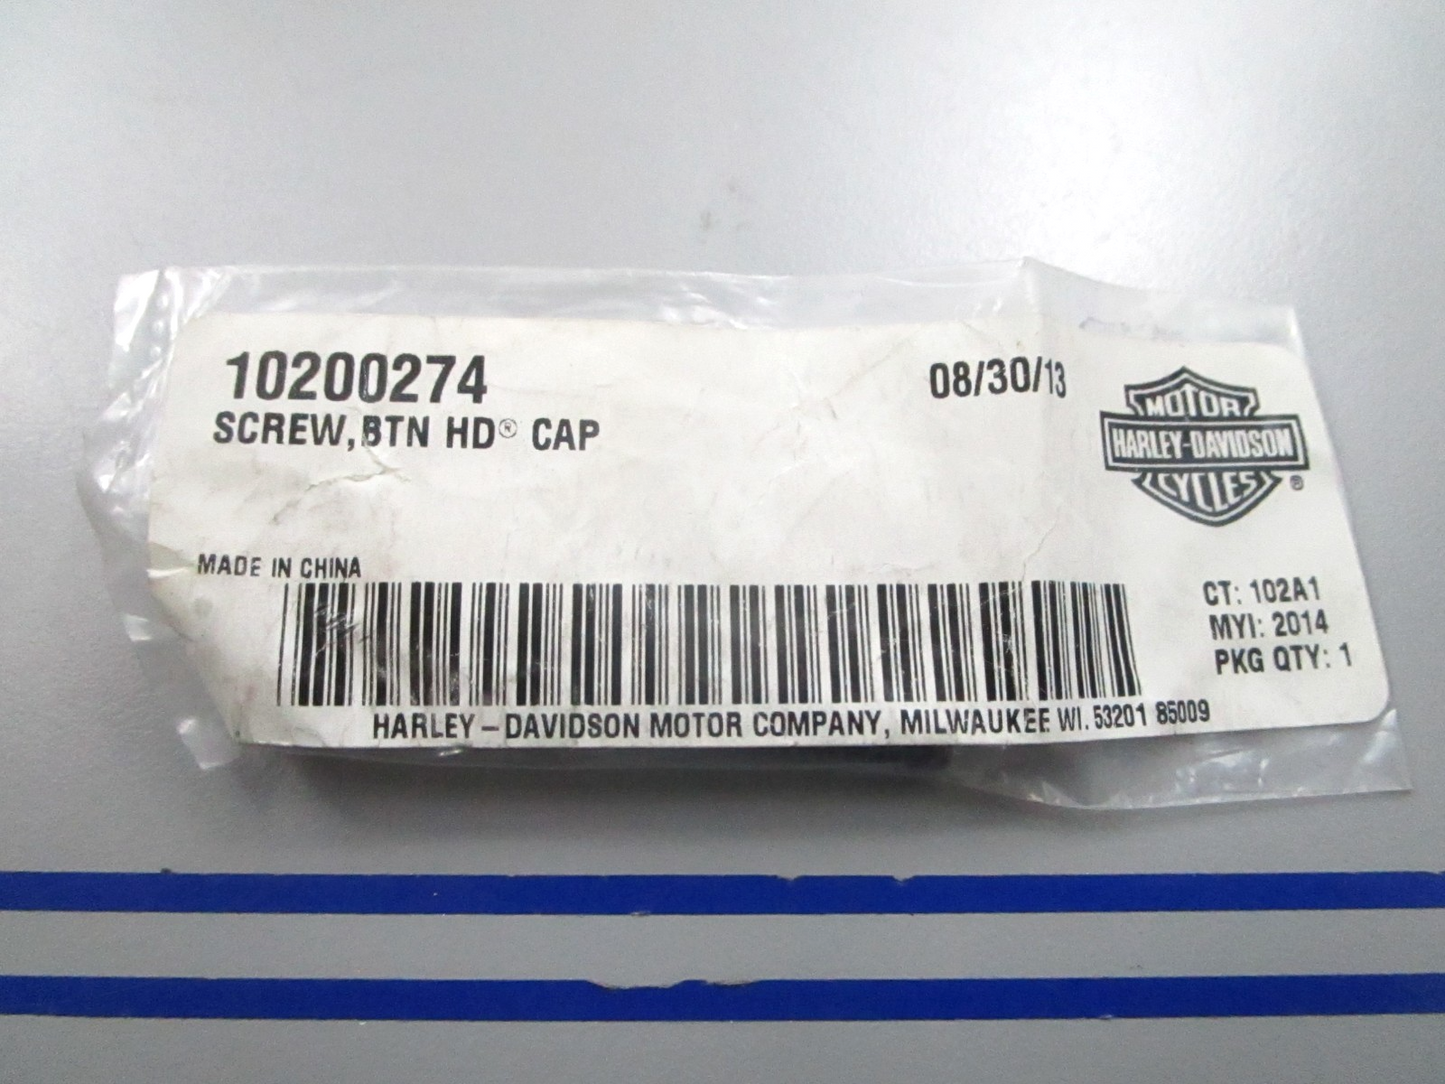 10200274
08/30/13
SCREW, BTN HD® CAP
MOTOR
HARLEY-DAVIDSON
CYCLES
®
MADE IN CHINA
CT: 102A1
MYI: 2014
PKG QTY: 1
HARLEY-DAVIDSON MOTOR COMPANY, MILWAUKEE WI. 53201 85009